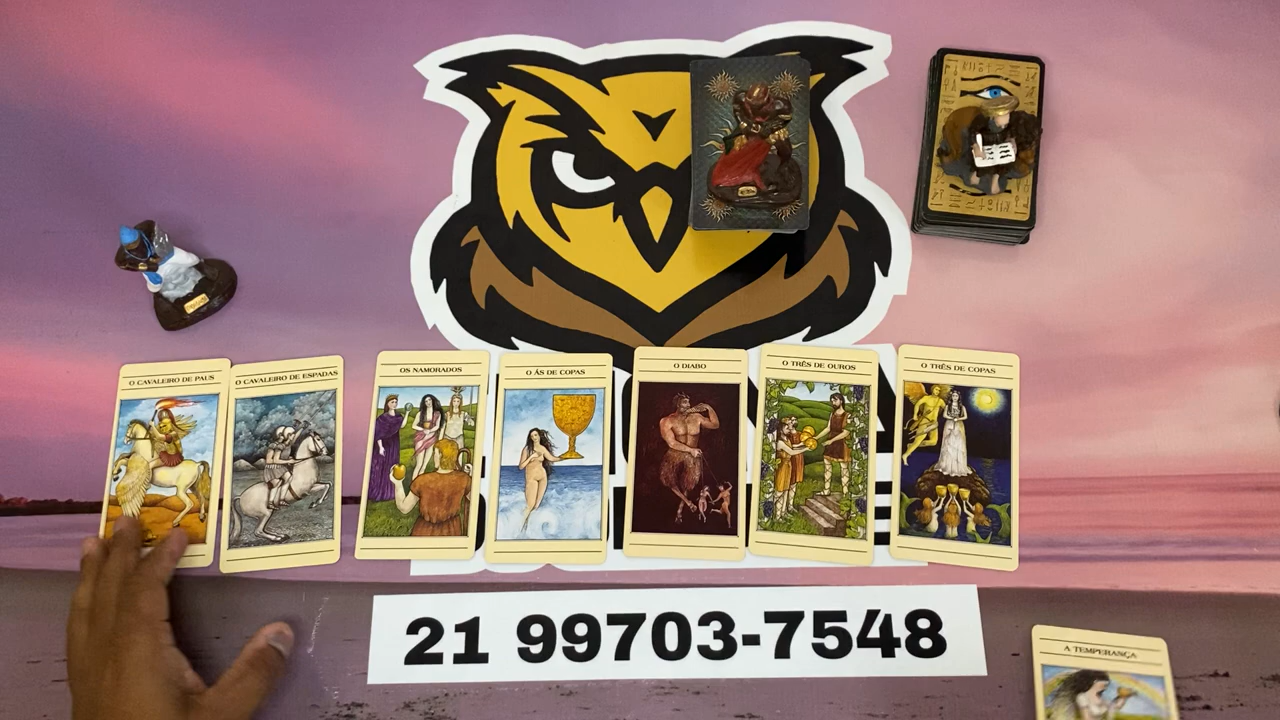 O CAVALEIRO DE PAUS
O CAVALEIRO DE ESPADAS
OS NAMORADOS
O ÁS DE COPAS
O DIABO
O TRÊS DE OUROS
O TRÊS DE COPAS
21 99703-7548
A TEMPERANÇA